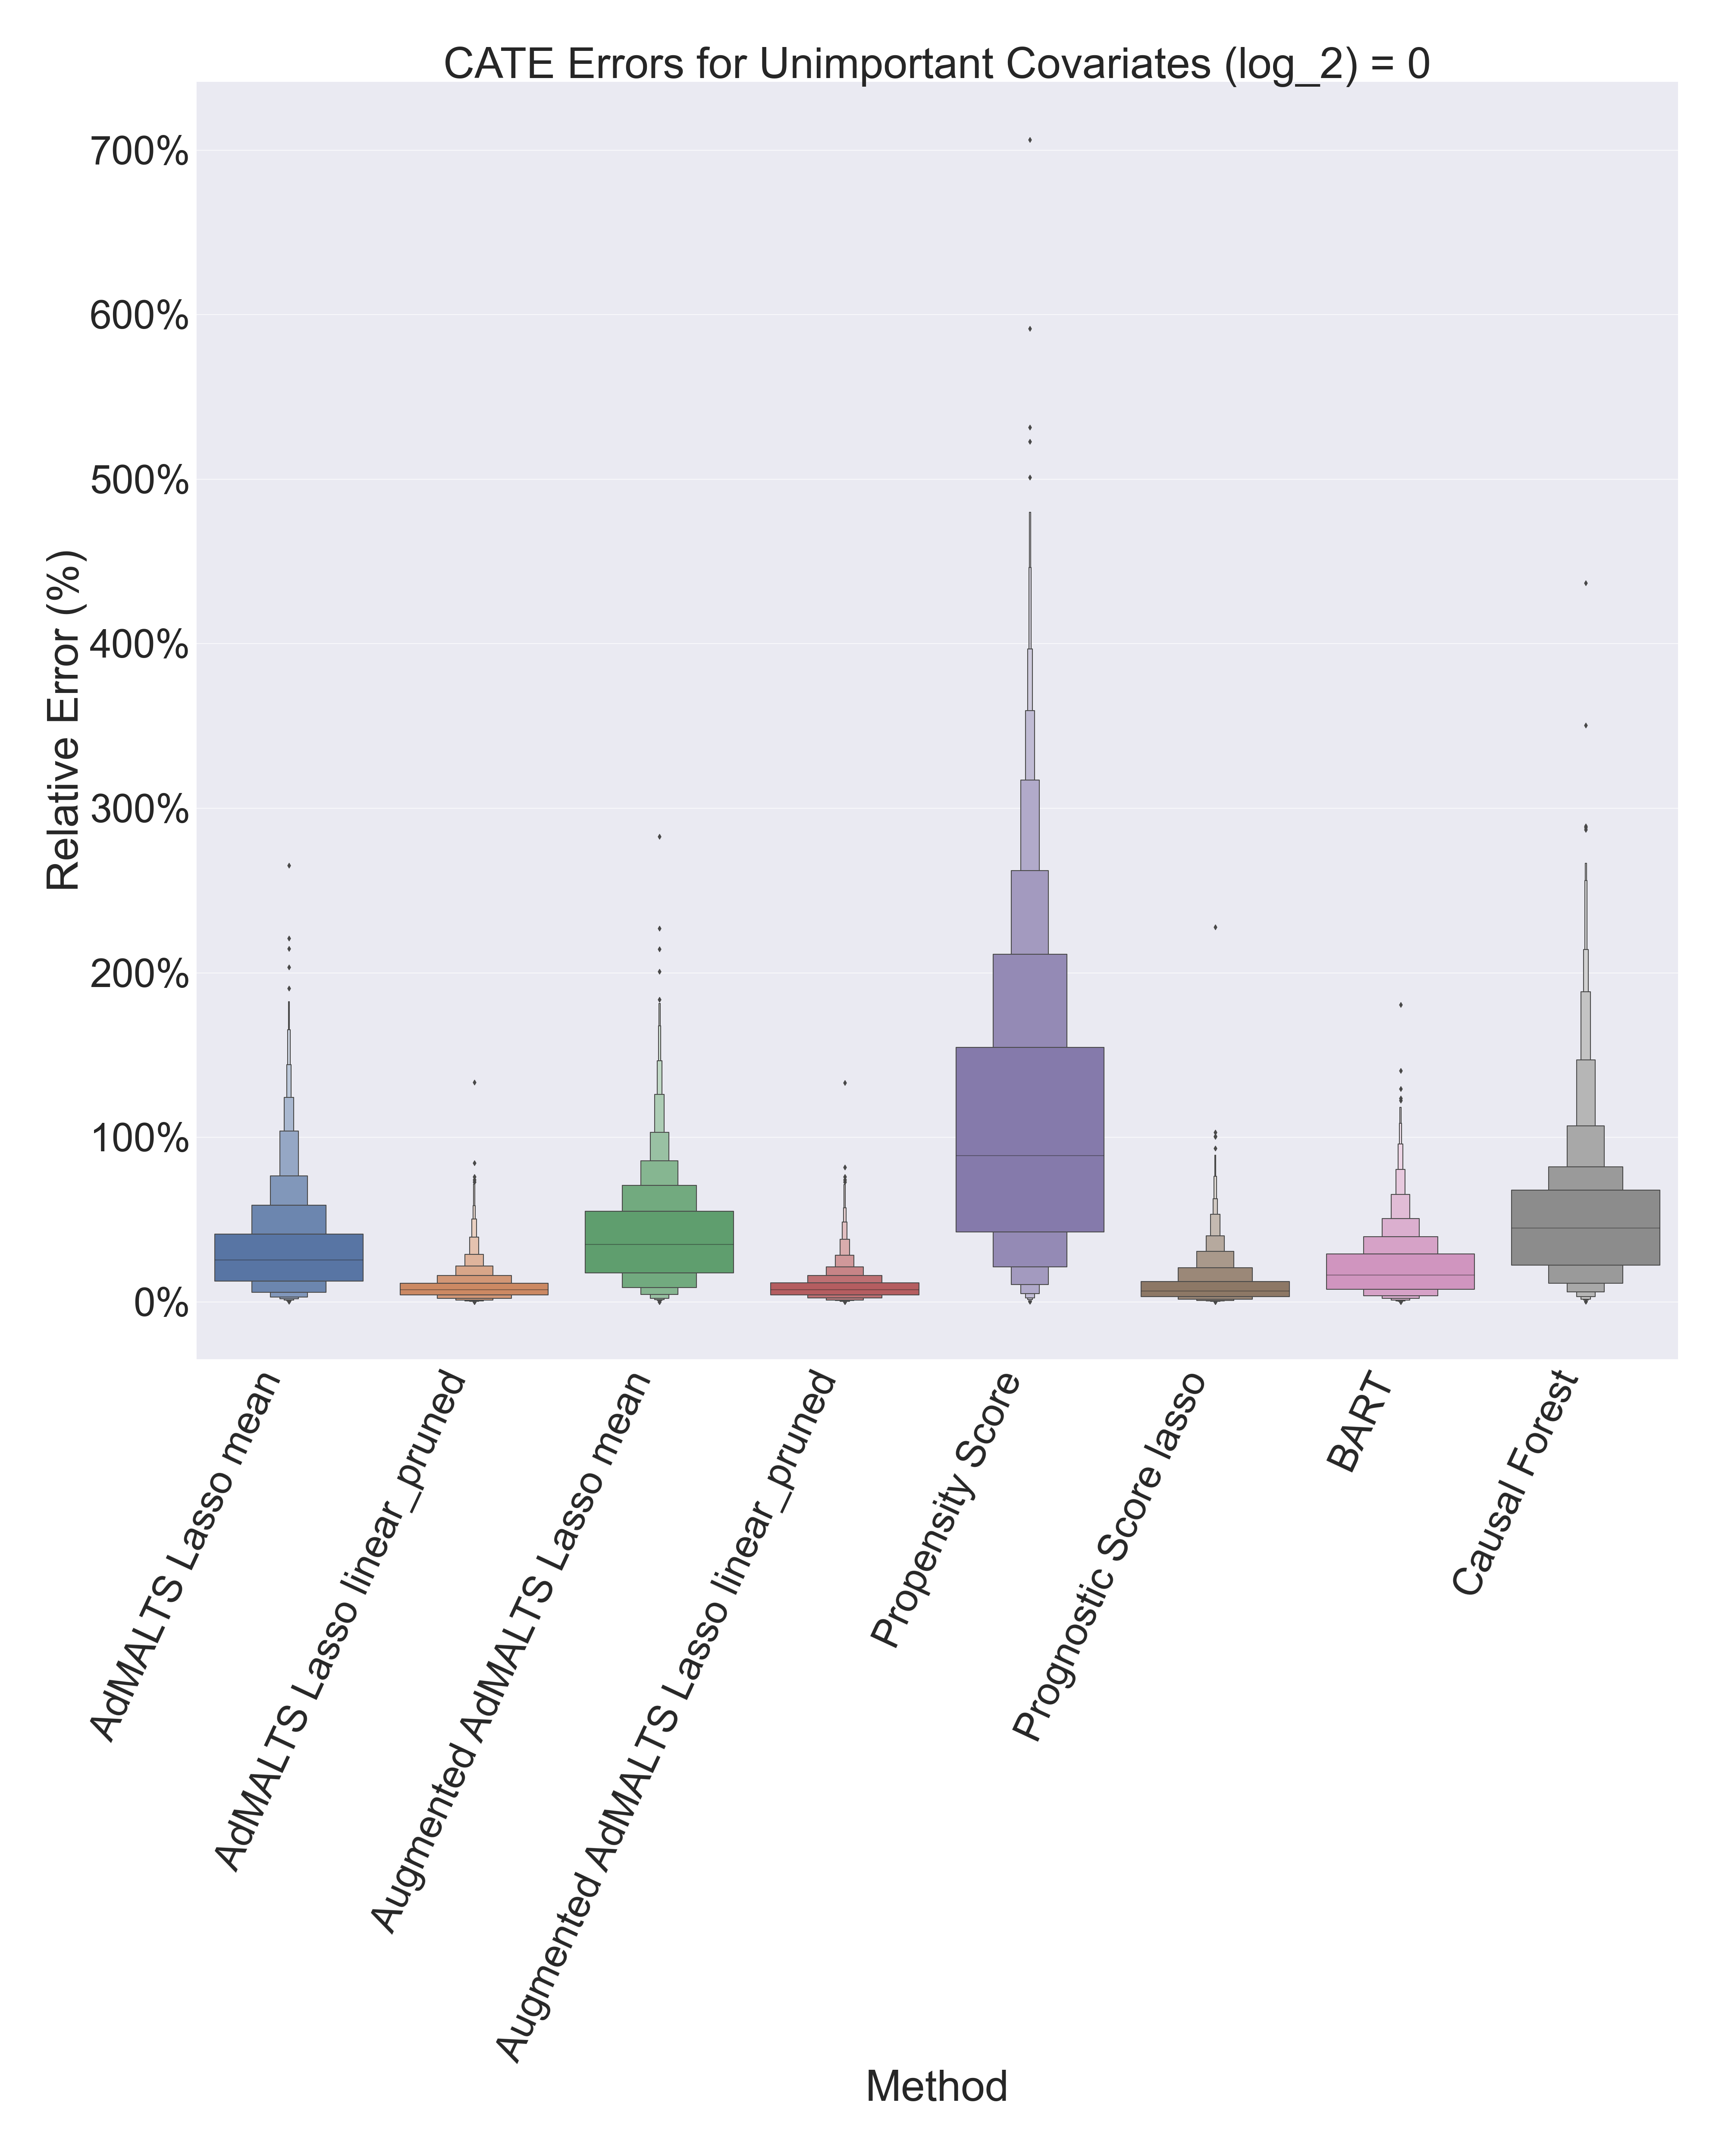 CATE Errors for Unimportant Covariates (log_2) = 0
700%
600%
500%
400%
300%
200%
100%
0%
Relative Error (%)
AdMALTS Lasso mean
AdMALTS Lasso linear_pruned
Augmented AdMALTS Lasso mean
Augmented AdMALTS Lasso linear_pruned
Propensity Score
Prognostic Score lasso
BART
Causal Forest
Method